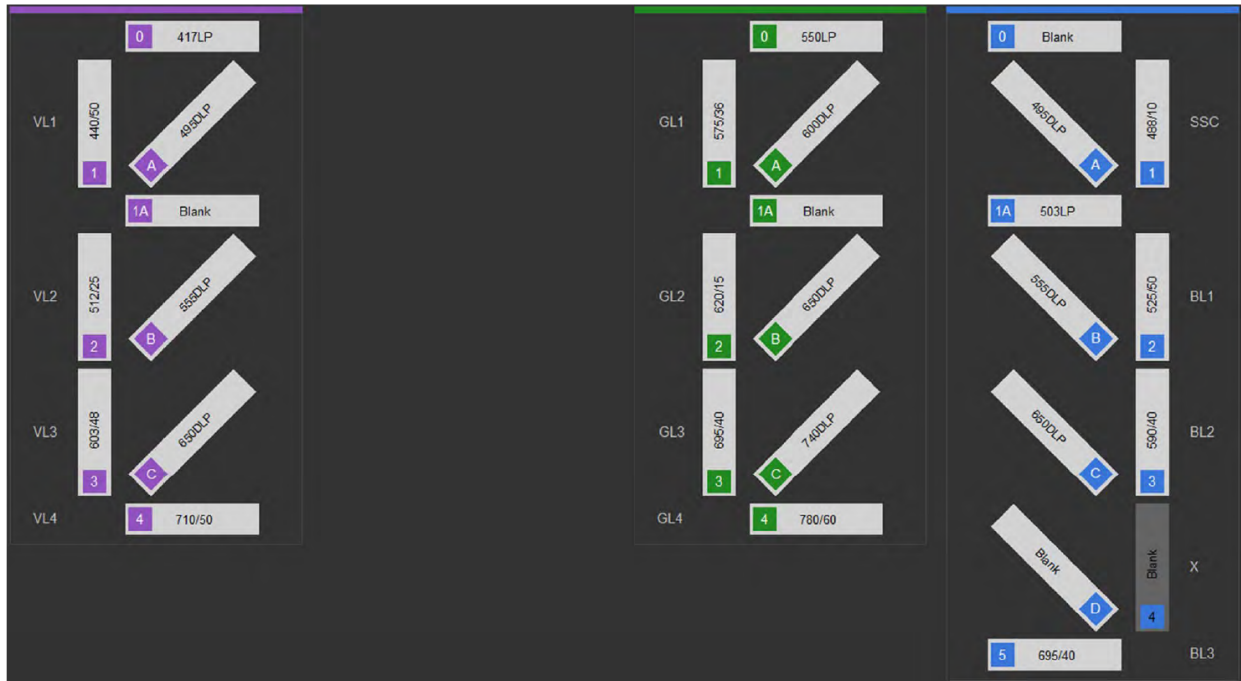 0 417LP
VL1 440/50 1 495DLP A
1A Blank
VL2 512/25 2 555DLP B
VL3 603/48 3 650DLP C
VL4 4 710/50
0 550LP
GL1 575/36 1 600DLP A
1A Blank
GL2 620/15 2 650DLP B
GL3 695/40 3 740DLP C
GL4 4 780/60
0 Blank
495DLP A 488/10 1 SSC
1A 503LP
555DLP B 525/50 2 BL1
650DLP C 590/40 3 BL2
Blank D Blank 4 X
5 695/40 BL3